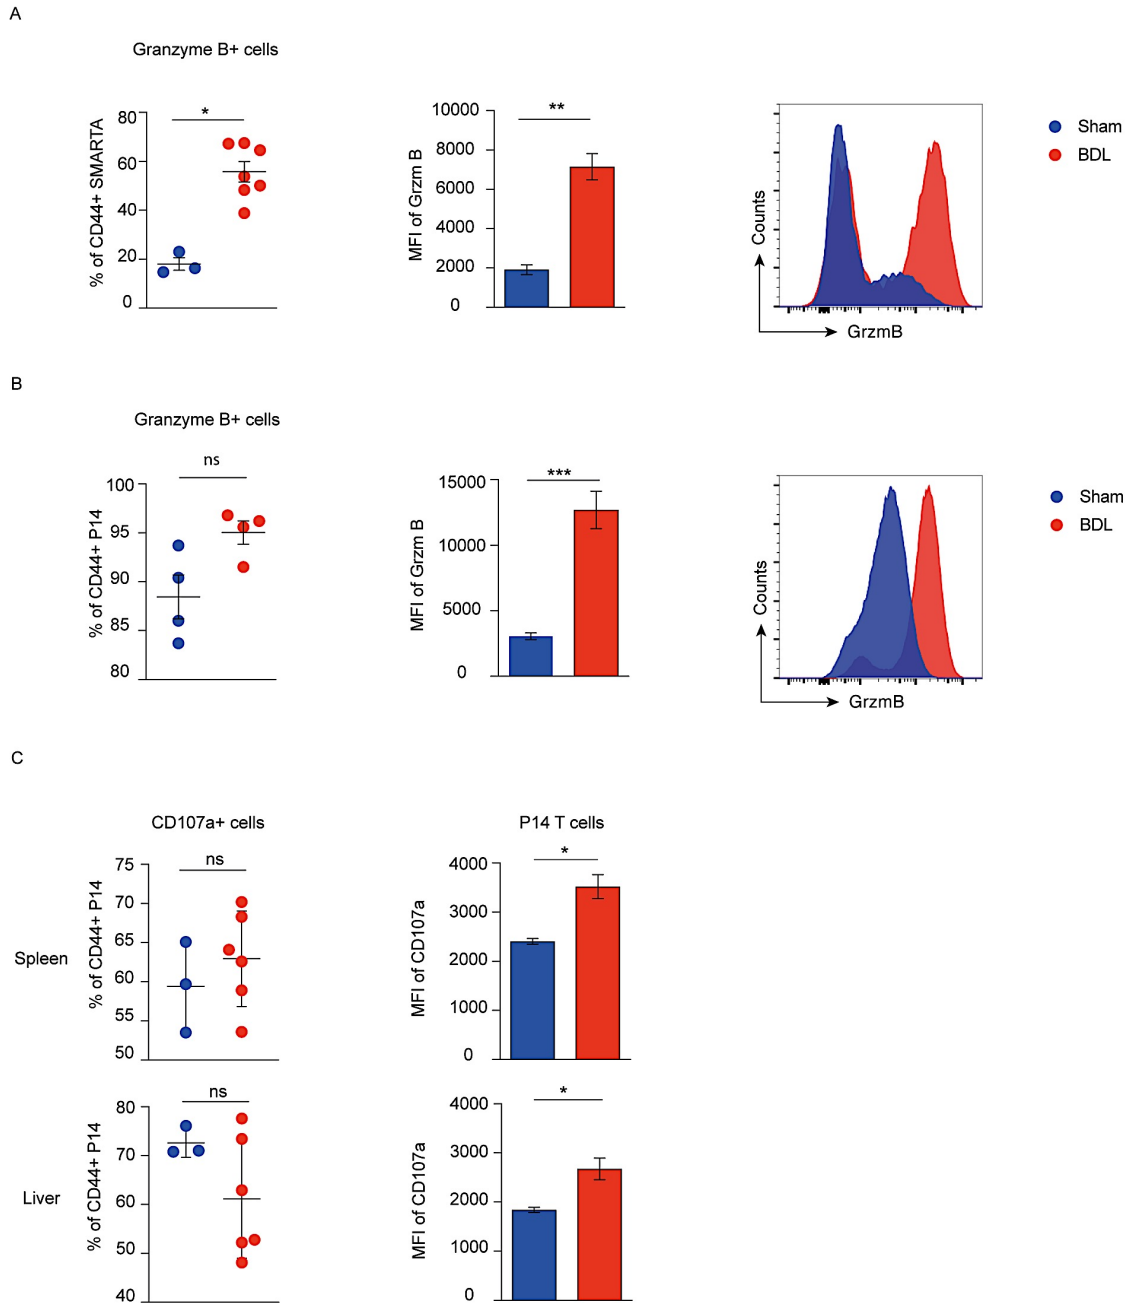 A
Granzyme B+ cells
% of CD44+ SMARTA
80
60
40
20
0
*
MFI of Grzm B
10000
8000
6000
4000
2000
0
**
Counts
GrzmB
Sham
BDL
B
Granzyme B+ cells
% of CD44+ P14
100
95
90
85
80
ns
MFI of Grzm B
15000
10000
5000
0
***
Counts
GrzmB
Sham
BDL
C
CD107a+ cells
P14 T cells
Spleen
% of CD44+ P14
75
70
65
60
55
50
ns
MFI of CD107a
4000
3000
2000
1000
0
*
Liver
% of CD44+ P14
80
70
60
50
40
ns
MFI of CD107a
4000
3000
2000
1000
0
*